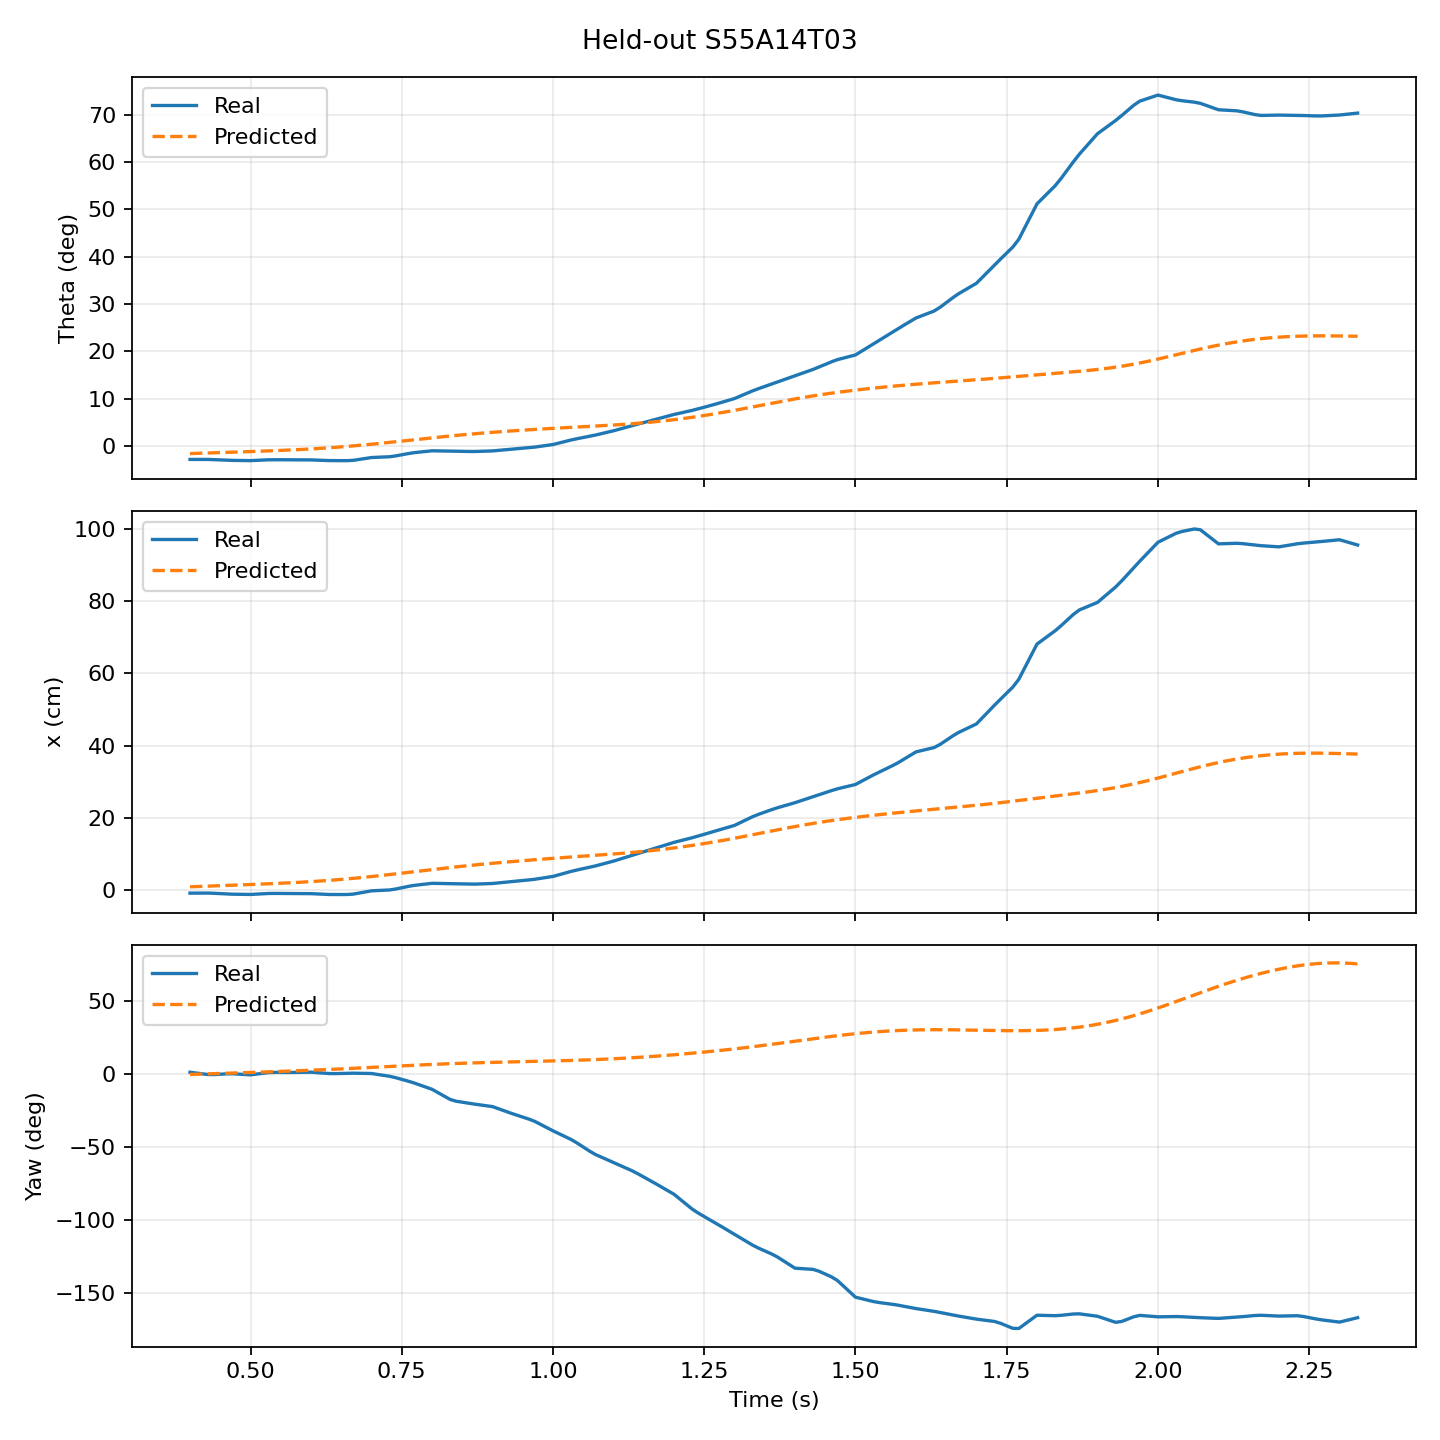 Held-out S55A14T03
Real
Predicted
70
60
50
40
30
20
10
0
Theta (deg)
Real
Predicted
100
80
60
40
20
0
x (cm)
Real
Predicted
50
0
−50
−100
−150
Yaw (deg)
0.50 0.75 1.00 1.25 1.50 1.75 2.00 2.25
Time (s)